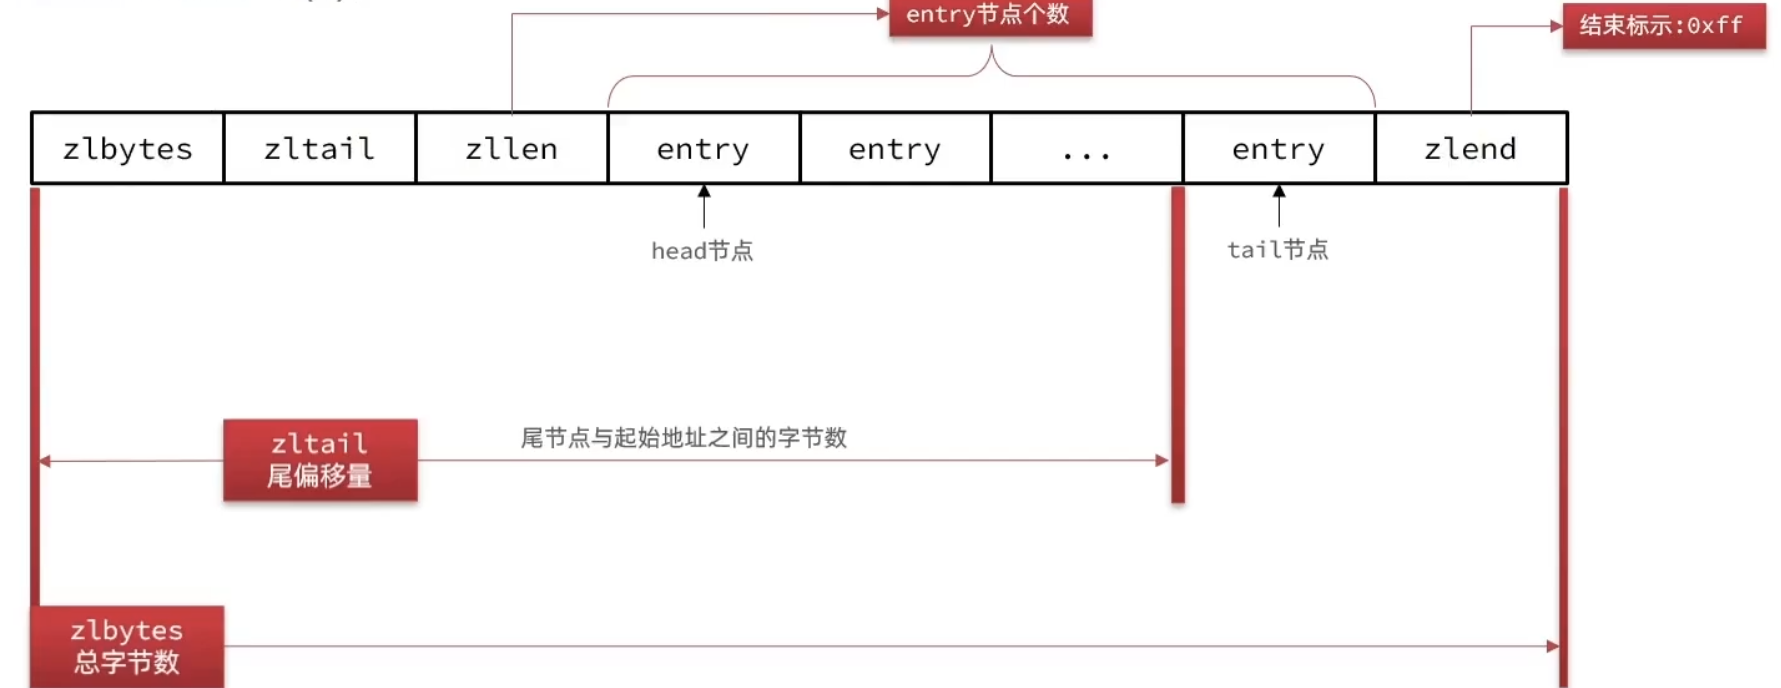 entry节点个数
结束标示:0xff
zlbytes
zltail
zllen
entry
entry
...
entry
zlend
head节点
tail节点
zltail
尾偏移量
尾节点与起始地址之间的字节数
zlbytes
总字节数